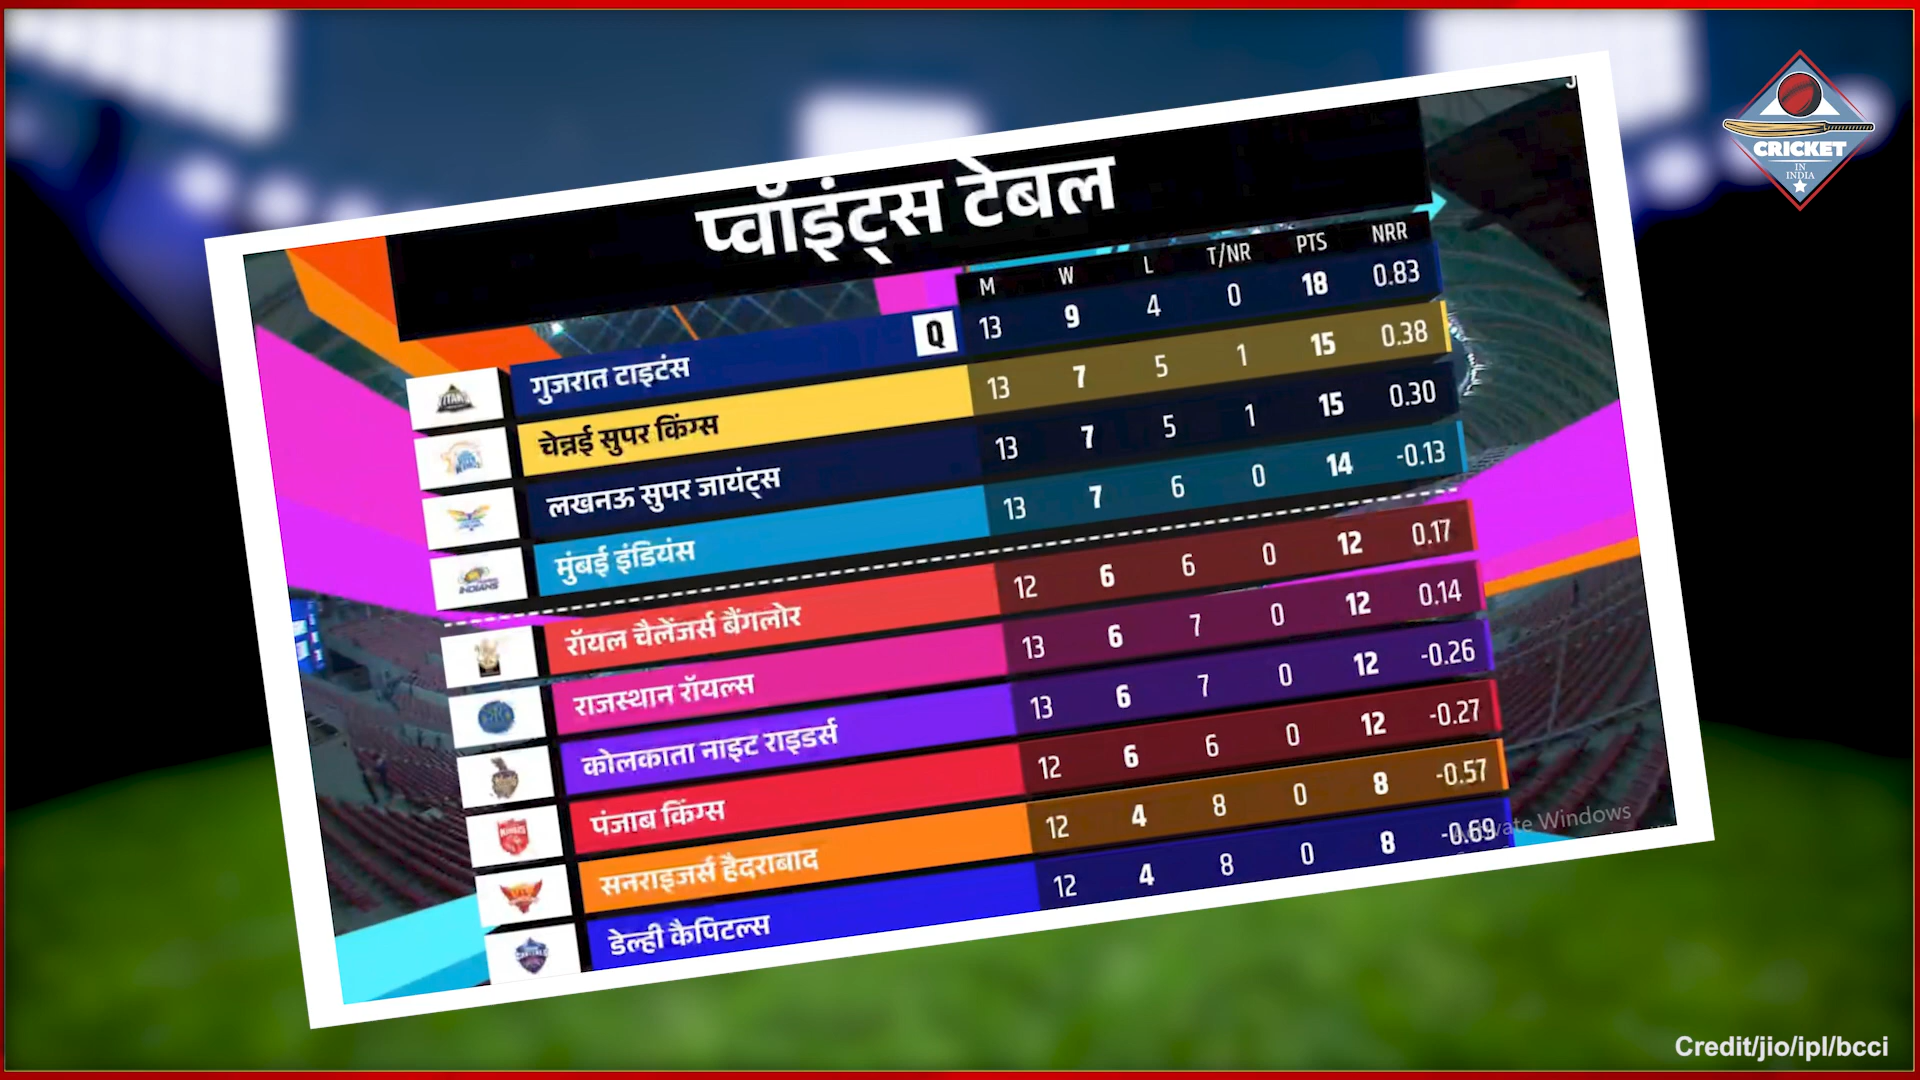 CRICKET
IN
INDIA
प्वॉइंट्स टेबल
M W L T/NR PTS NRR
गुजरात टाइटंस Q 13 9 4 0 18 0.83
चेन्नई सुपर किंग्स 13 7 5 1 15 0.38
लखनऊ सुपर जायंट्स 13 7 5 1 15 0.30
मुंबई इंडियंस 13 7 6 0 14 -0.13
रॉयल चैलेंजर्स बैंगलोर 12 6 6 0 12 0.17
राजस्थान रॉयल्स 13 6 7 0 12 0.14
कोलकाता नाइट राइडर्स 13 6 7 0 12 -0.26
पंजाब किंग्स 12 6 6 0 12 -0.27
सनराइजर्स हैदराबाद 12 4 8 0 8 -0.57
डेल्ही कैपिटल्स 12 4 8 0 8 -0.69
Activate Windows
Credit/jio/ipl/bcci